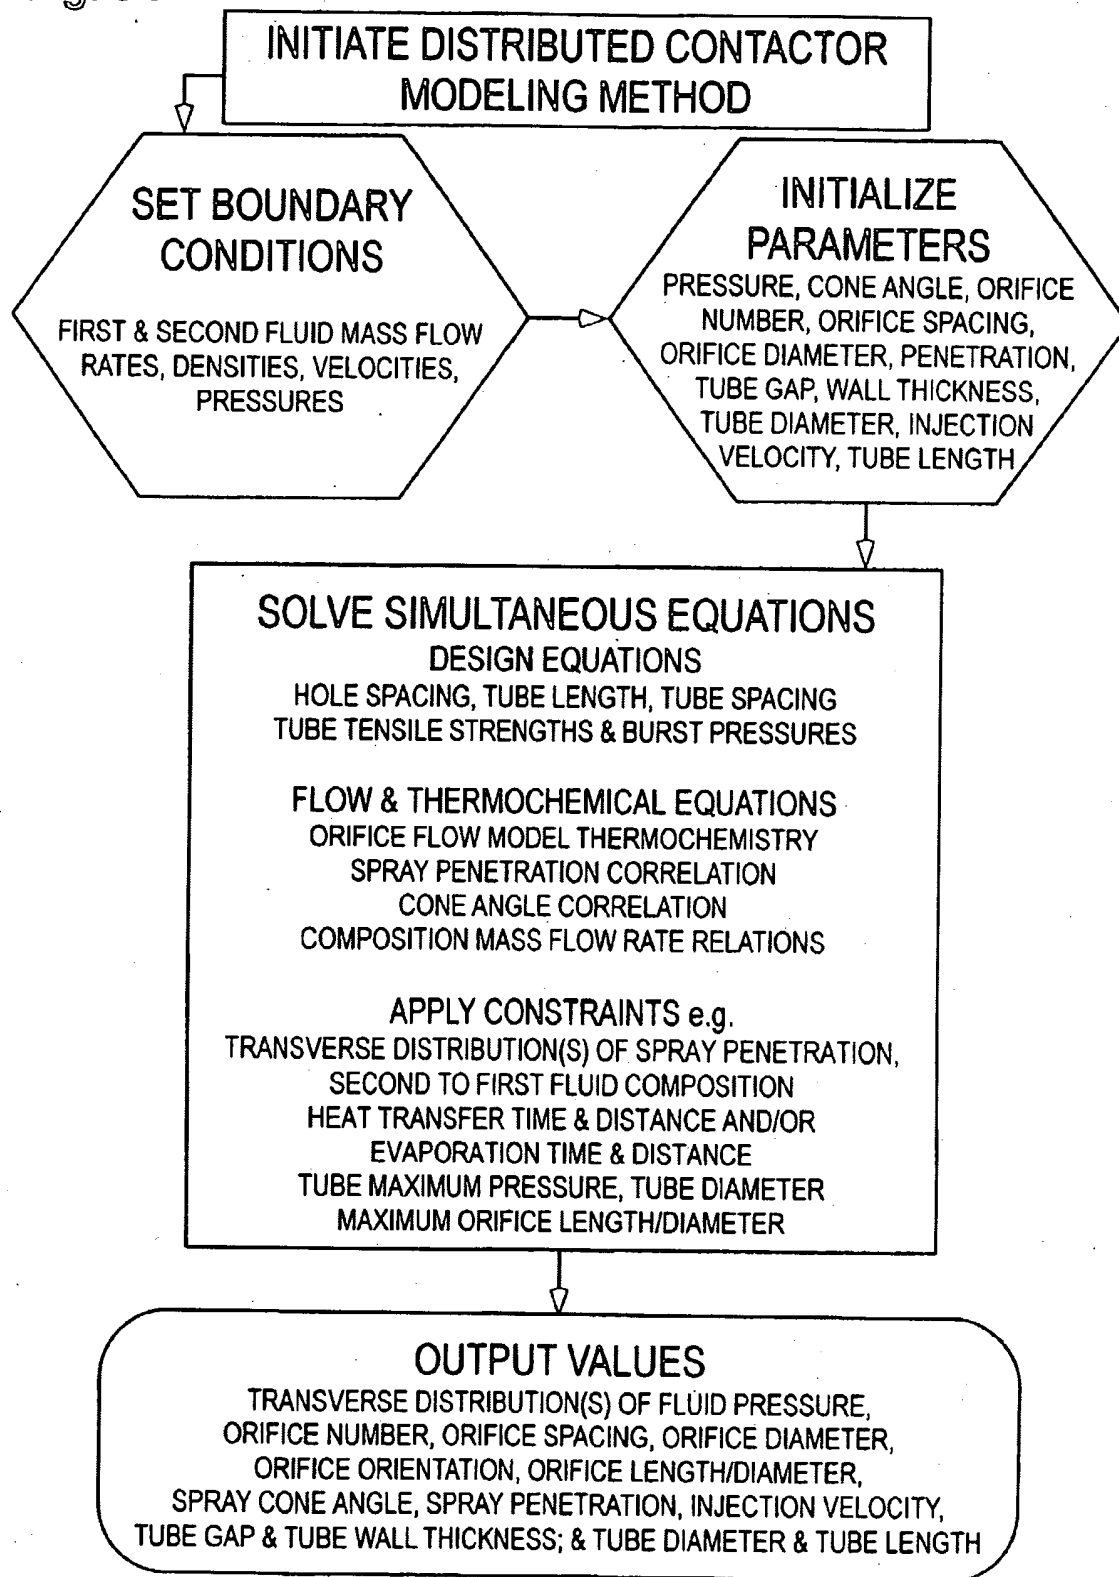 INITIATE DISTRIBUTED CONTACTOR
MODELING METHOD
SET BOUNDARY
CONDITIONS
FIRST & SECOND FLUID MASS FLOW
RATES, DENSITIES, VELOCITIES,
PRESSURES
INITIALIZE
PARAMETERS
PRESSURE, CONE ANGLE, ORIFICE
NUMBER, ORIFICE SPACING,
ORIFICE DIAMETER, PENETRATION,
TUBE GAP, WALL THICKNESS,
TUBE DIAMETER, INJECTION
VELOCITY, TUBE LENGTH
SOLVE SIMULTANEOUS EQUATIONS
DESIGN EQUATIONS
HOLE SPACING, TUBE LENGTH, TUBE SPACING
TUBE TENSILE STRENGTHS & BURST PRESSURES
FLOW & THERMOCHEMICAL EQUATIONS
ORIFICE FLOW MODEL THERMOCHEMISTRY
SPRAY PENETRATION CORRELATION
CONE ANGLE CORRELATION
COMPOSITION MASS FLOW RATE RELATIONS
APPLY CONSTRAINTS e.g.
TRANSVERSE DISTRIBUTION(S) OF SPRAY PENETRATION,
SECOND TO FIRST FLUID COMPOSITION
HEAT TRANSFER TIME & DISTANCE AND/OR
EVAPORATION TIME & DISTANCE
TUBE MAXIMUM PRESSURE, TUBE DIAMETER
MAXIMUM ORIFICE LENGTH/DIAMETER
OUTPUT VALUES
TRANSVERSE DISTRIBUTION(S) OF FLUID PRESSURE,
ORIFICE NUMBER, ORIFICE SPACING, ORIFICE DIAMETER,
ORIFICE ORIENTATION, ORIFICE LENGTH/DIAMETER,
SPRAY CONE ANGLE, SPRAY PENETRATION, INJECTION VELOCITY,
TUBE GAP & TUBE WALL THICKNESS; & TUBE DIAMETER & TUBE LENGTH